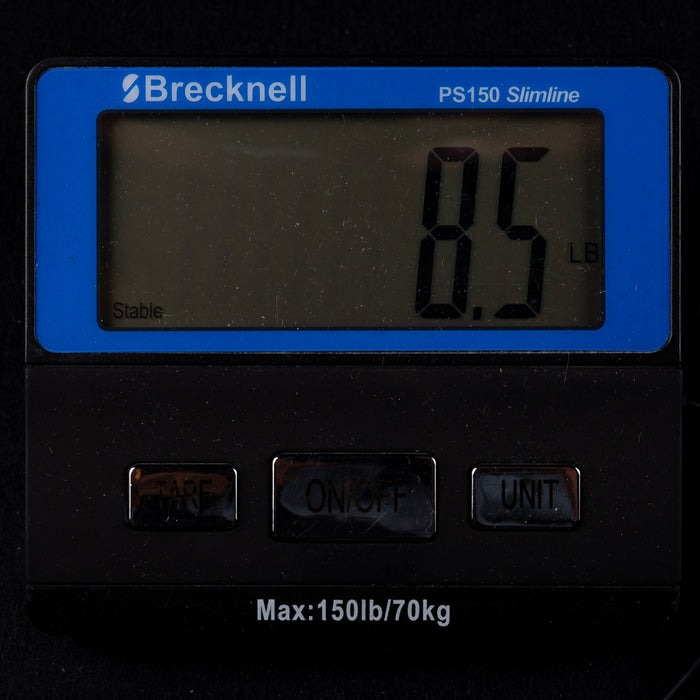 Brecknell PS150 Slimline
8.5 LB
Stable
TARE ON/OFF UNIT
Max:150lb/70kg